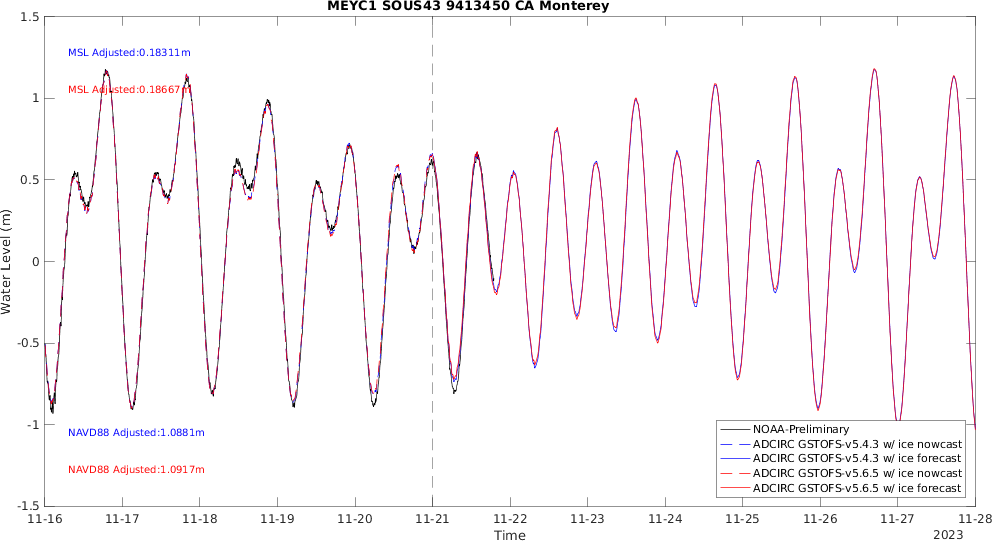 MEYC1 SOUS43 9413450 CA Monterey
1.5
1
0.5
0
-0.5
-1
-1.5
Water Level (m)
MSL Adjusted:0.18311m
MSL Adjusted:0.18667m
NAVD88 Adjusted:1.0881m
NAVD88 Adjusted:1.0917m
NOAA-Preliminary
ADCIRC GSTOFS-v5.4.3 w/ ice nowcast
ADCIRC GSTOFS-v5.4.3 w/ ice forecast
ADCIRC GSTOFS-v5.6.5 w/ ice nowcast
ADCIRC GSTOFS-v5.6.5 w/ ice forecast
11-16 11-17 11-18 11-19 11-20 11-21 11-22 11-23 11-24 11-25 11-26 11-27 11-28
Time
2023